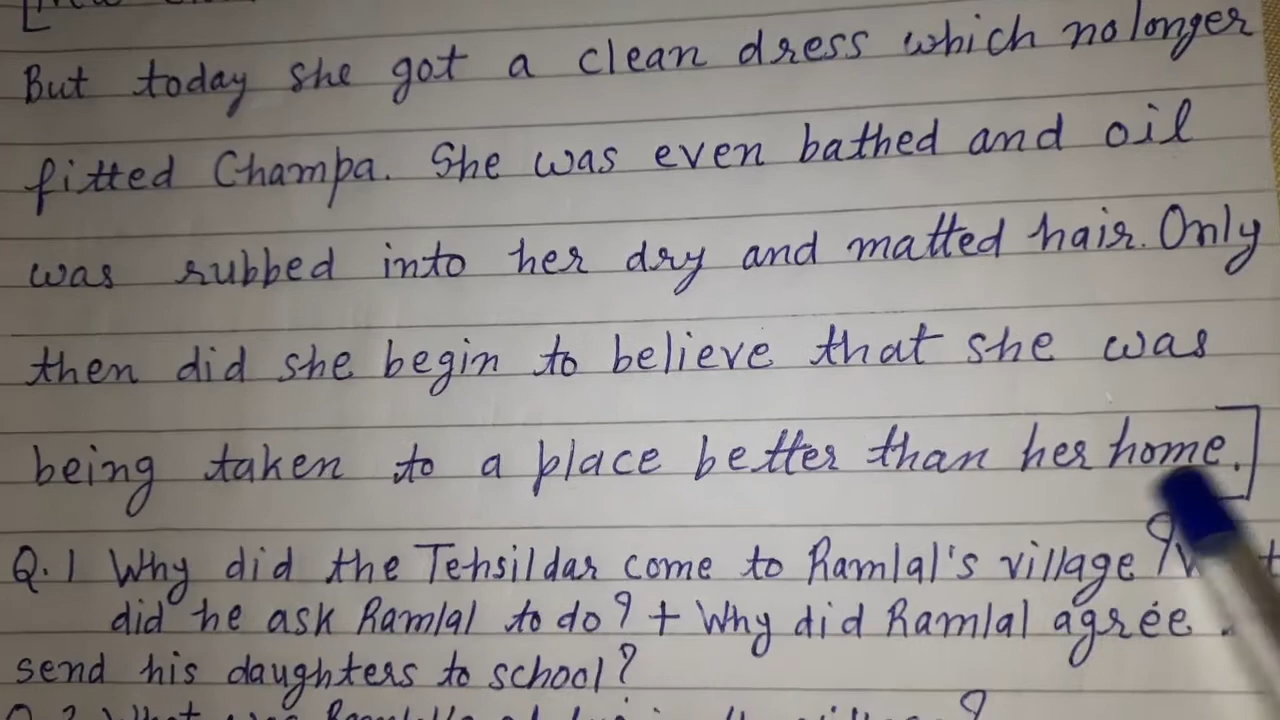 But today she got a clean dress which no longer
fitted Champa. She was even bathed and oil
was rubbed into her dry and matted hair. Only
then did she begin to believe that she was
being taken to a place better than her home.]
Q.1 Why did the Tehsildar come to Ramlal's village?
did he ask Ramlal to do? + Why did Ramlal agree
send his daughters to school?